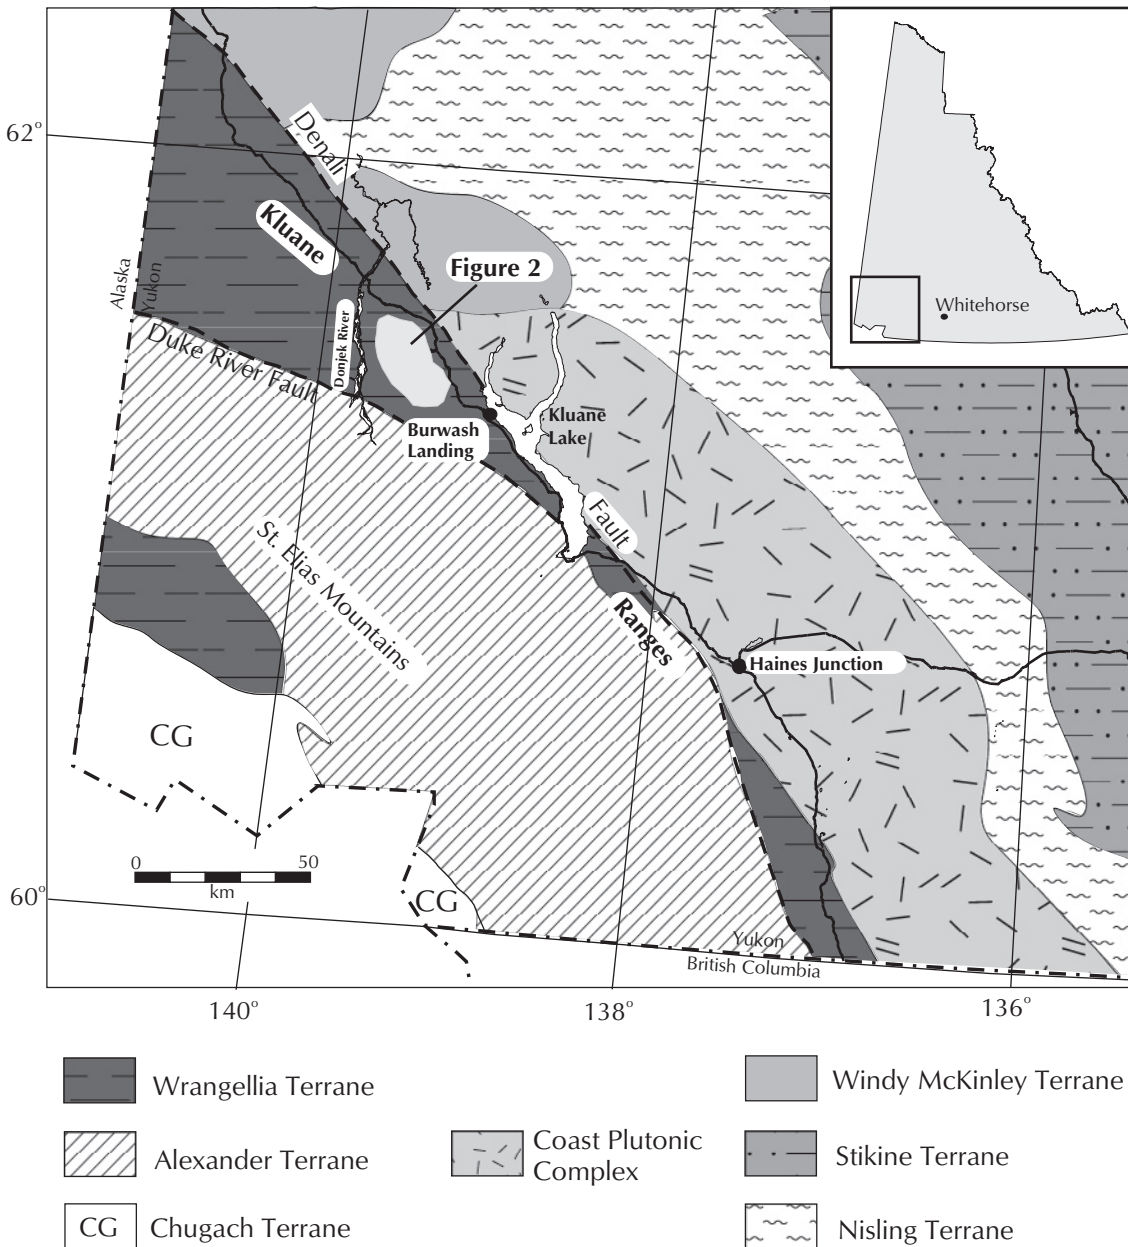 62°
Denali
Kluane
Figure 2
Whitehorse
Alaska
Yukon
Donjek River
Duke River Fault
Burwash
Landing
Kluane
Lake
Fault
St. Elias Mountains
Ranges
Haines Junction
CG
0 50
km
60°
CG
Yukon
British Columbia
140° 138° 136°
Wrangellia Terrane
Windy McKinley Terrane
Alexander Terrane
Coast Plutonic
Complex
Stikine Terrane
CG Chugach Terrane
Nisling Terrane